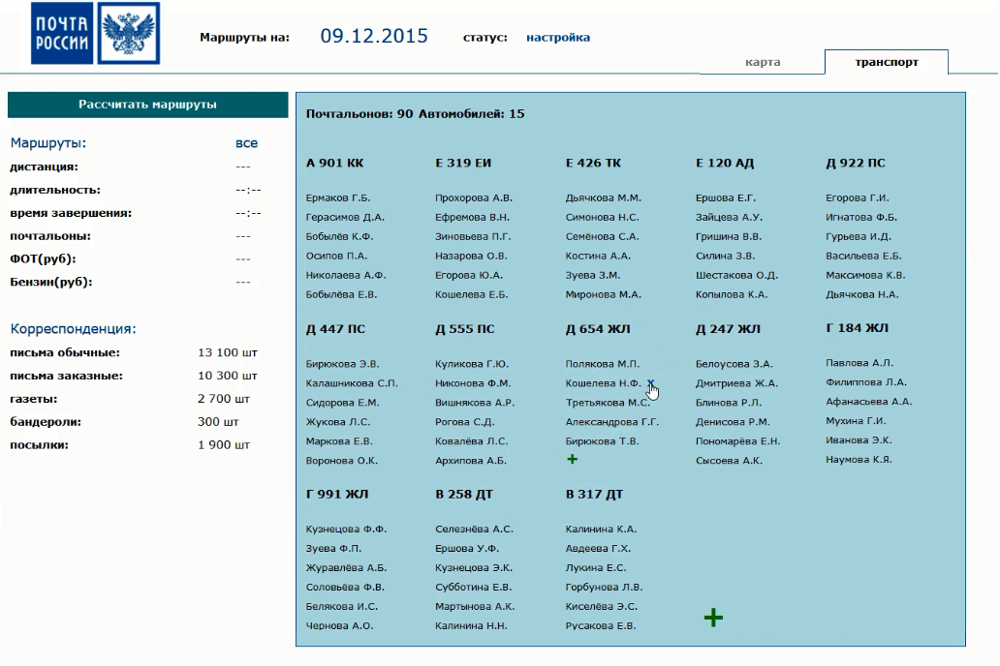 ПОЧТА
РОССИИ
Маршруты на: 09.12.2015 статус: настройка
карта транспорт
Рассчитать маршруты
Маршруты: все
дистанция: ---
длительность: --:--
время завершения: --:--
почтальоны: ---
ФОТ(руб): ---
Бензин(руб): ---
Корреспонденция:
письма обычные: 13 100 шт
письма заказные: 10 300 шт
газеты: 2 700 шт
бандероли: 300 шт
посылки: 1 900 шт
Почтальонов: 90 Автомобилей: 15
А 901 КК Е 319 ЕИ Е 426 ТК Е 120 АД Д 922 ПС
Ермаков Г.Б. Прохорова А.В. Дьячкова М.М. Ершова Е.Г. Егорова Г.И.
Герасимов Д.А. Ефремова В.Н. Симонова Н.С. Зайцева А.У. Игнатова Ф.Б.
Бобылёв К.Ф. Зиновьева П.Г. Семёнова С.А. Гришина В.В. Гурьева И.Д.
Осипов П.А. Назарова О.В. Костина А.А. Силина З.В. Васильева Е.Б.
Николаева А.Ф. Егорова Ю.А. Зуева З.М. Шестакова О.Д. Максимова К.В.
Бобылёва Е.В. Кошелева Е.Б. Миронова М.А. Копылова К.А. Дьячкова Н.А.
Д 447 ПС Д 555 ПС Д 654 ЖЛ Д 247 ЖЛ Г 184 ЖЛ
Бирюкова Э.В. Куликова Г.Ю. Полякова М.П. Белоусова З.А. Павлова А.Л.
Калашникова С.П. Никонова Ф.М. Кошелева Н.Ф. x Дмитриева Ж.А. Филиппова Л.А.
Сидорова Е.М. Вишнякова А.Р. Третьякова М.С. Блинова Р.Л. Афанасьева А.А.
Жукова Л.С. Рогова С.Д. Александрова Г.Г. Денисова Р.М. Мухина Г.И.
Маркова Е.В. Ковалёва Л.С. Бирюкова Т.В. Пономарёва Е.Н. Иванова Э.К.
Воронова О.К. Архипова А.Б. + Сысоева А.К. Наумова К.Я.
Г 991 ЖЛ В 258 ДТ В 317 ДТ
Кузнецова Ф.Ф. Селезнёва А.С. Калинина К.А.
Зуева Ф.П. Ершова У.Ф. Авдеева Г.Х.
Журавлёва А.Б. Кузнецова Э.К. Лукина Е.С.
Соловьёва Ф.В. Субботина Е.В. Горбунова Л.В.
Белякова И.С. Мартынова А.К. Киселёва Э.С.
Чернова А.О. Калинина Н.Н. Русакова Е.В. +